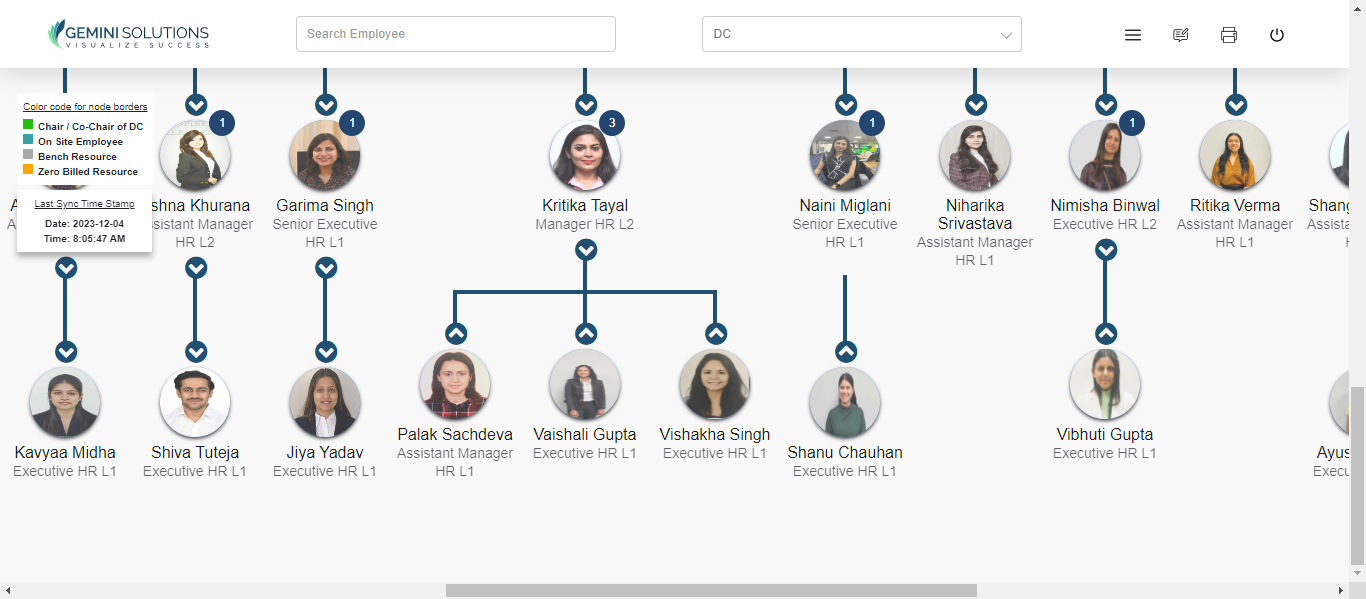 GEMINI SOLUTIONS
VISUALIZE SUCCESS
Search Employee
DC
Color code for node borders
Chair / Co-Chair of DC
On Site Employee
Bench Resource
Zero Billed Resource
Last Sync Time Stamp
Date: 2023-12-04
Time: 8:05:47 AM
1
1
3
1
1
shna Khurana
Assistant Manager
HR L2
Garima Singh
Senior Executive
HR L1
Kritika Tayal
Manager HR L2
Naini Miglani
Senior Executive
HR L1
Niharika
Srivastava
Assistant Manager
HR L1
Nimisha Binwal
Executive HR L2
Ritika Verma
Assistant Manager
HR L1
Shang
Assista
Kavyaa Midha
Executive HR L1
Shiva Tuteja
Executive HR L1
Jiya Yadav
Executive HR L1
Palak Sachdeva
Assistant Manager
HR L1
Vaishali Gupta
Executive HR L1
Vishakha Singh
Executive HR L1
Shanu Chauhan
Executive HR L1
Vibhuti Gupta
Executive HR L1
Ayus
Execu